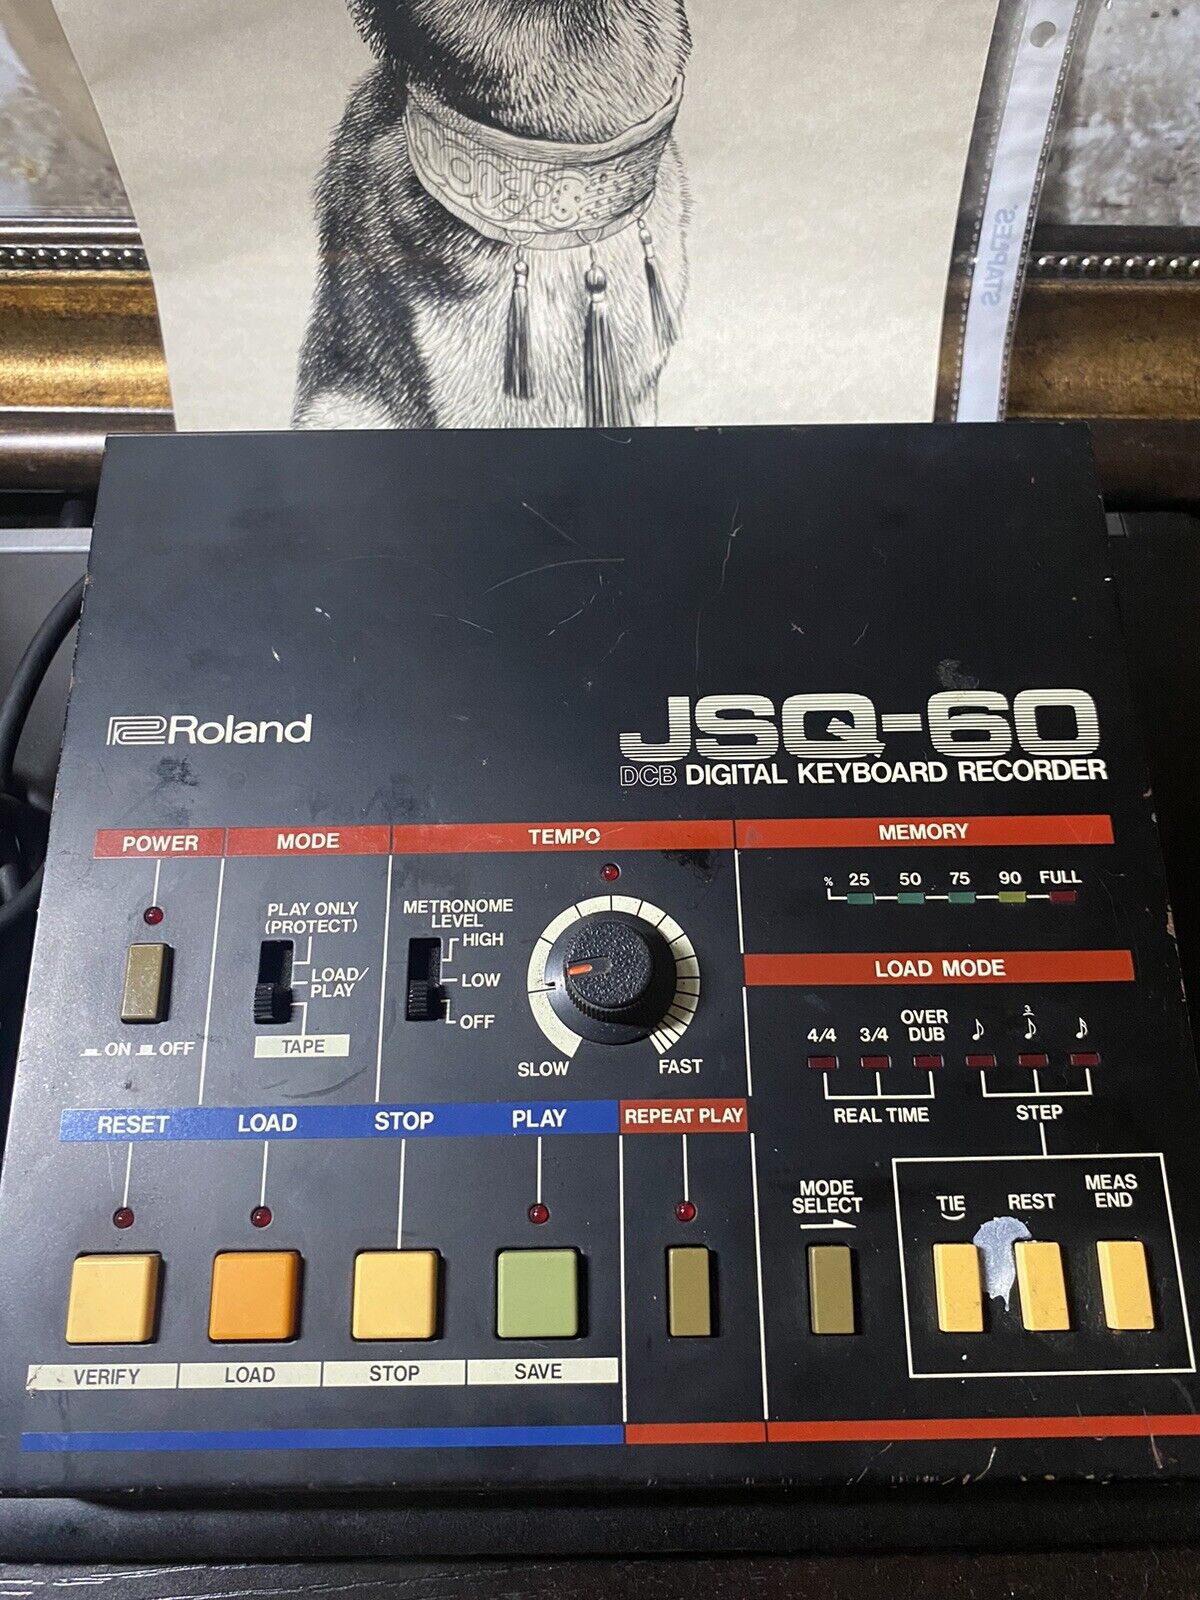 STAPLES
Roland
JSQ-60
DCB DIGITAL KEYBOARD RECORDER
POWER
MODE
TEMPO
MEMORY
% 25 50 75 90 FULL
PLAY ONLY
(PROTECT)
LOAD/
PLAY
TAPE
METRONOME
LEVEL
HIGH
LOW
OFF
SLOW
FAST
ON OFF
LOAD MODE
4/4 3/4 OVER
DUB
3
REAL TIME
STEP
RESET
LOAD
STOP
PLAY
REPEAT PLAY
MODE
SELECT
TIE
REST
MEAS
END
VERIFY
LOAD
STOP
SAVE